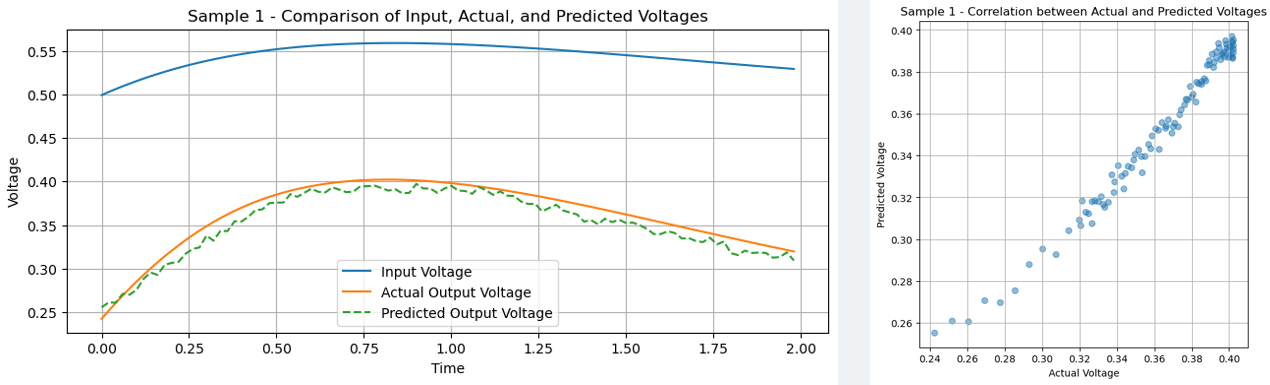 Sample 1 - Comparison of Input, Actual, and Predicted Voltages
0.55
0.50
0.45
0.40
0.35
0.30
0.25
Voltage
Input Voltage
Actual Output Voltage
Predicted Output Voltage
0.00 0.25 0.50 0.75 1.00 1.25 1.50 1.75 2.00
Time
Sample 1 - Correlation between Actual and Predicted Voltages
0.40
0.38
0.36
0.34
0.32
0.30
0.28
0.26
Predicted Voltage
0.24 0.26 0.28 0.30 0.32 0.34 0.36 0.38 0.40
Actual Voltage